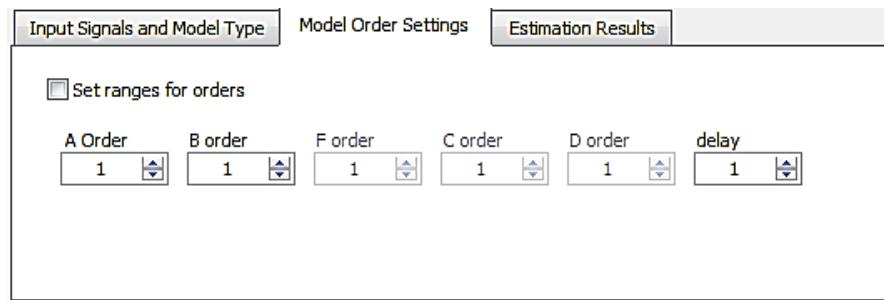 Input Signals and Model Type Model Order Settings Estimation Results
Set ranges for orders
A Order B order F order C order D order delay
1 1 1 1 1 1